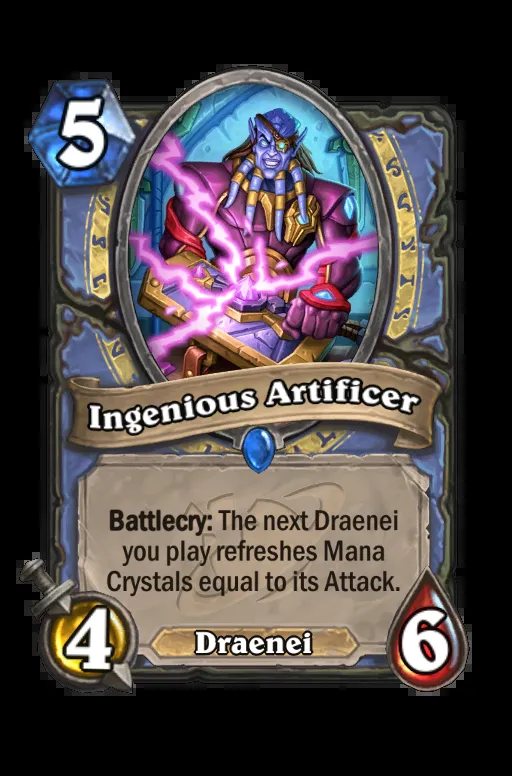 5
Ingenious Artificer
Battlecry: The next Draenei
you play refreshes Mana
Crystals equal to its Attack.
4
Draenei
6